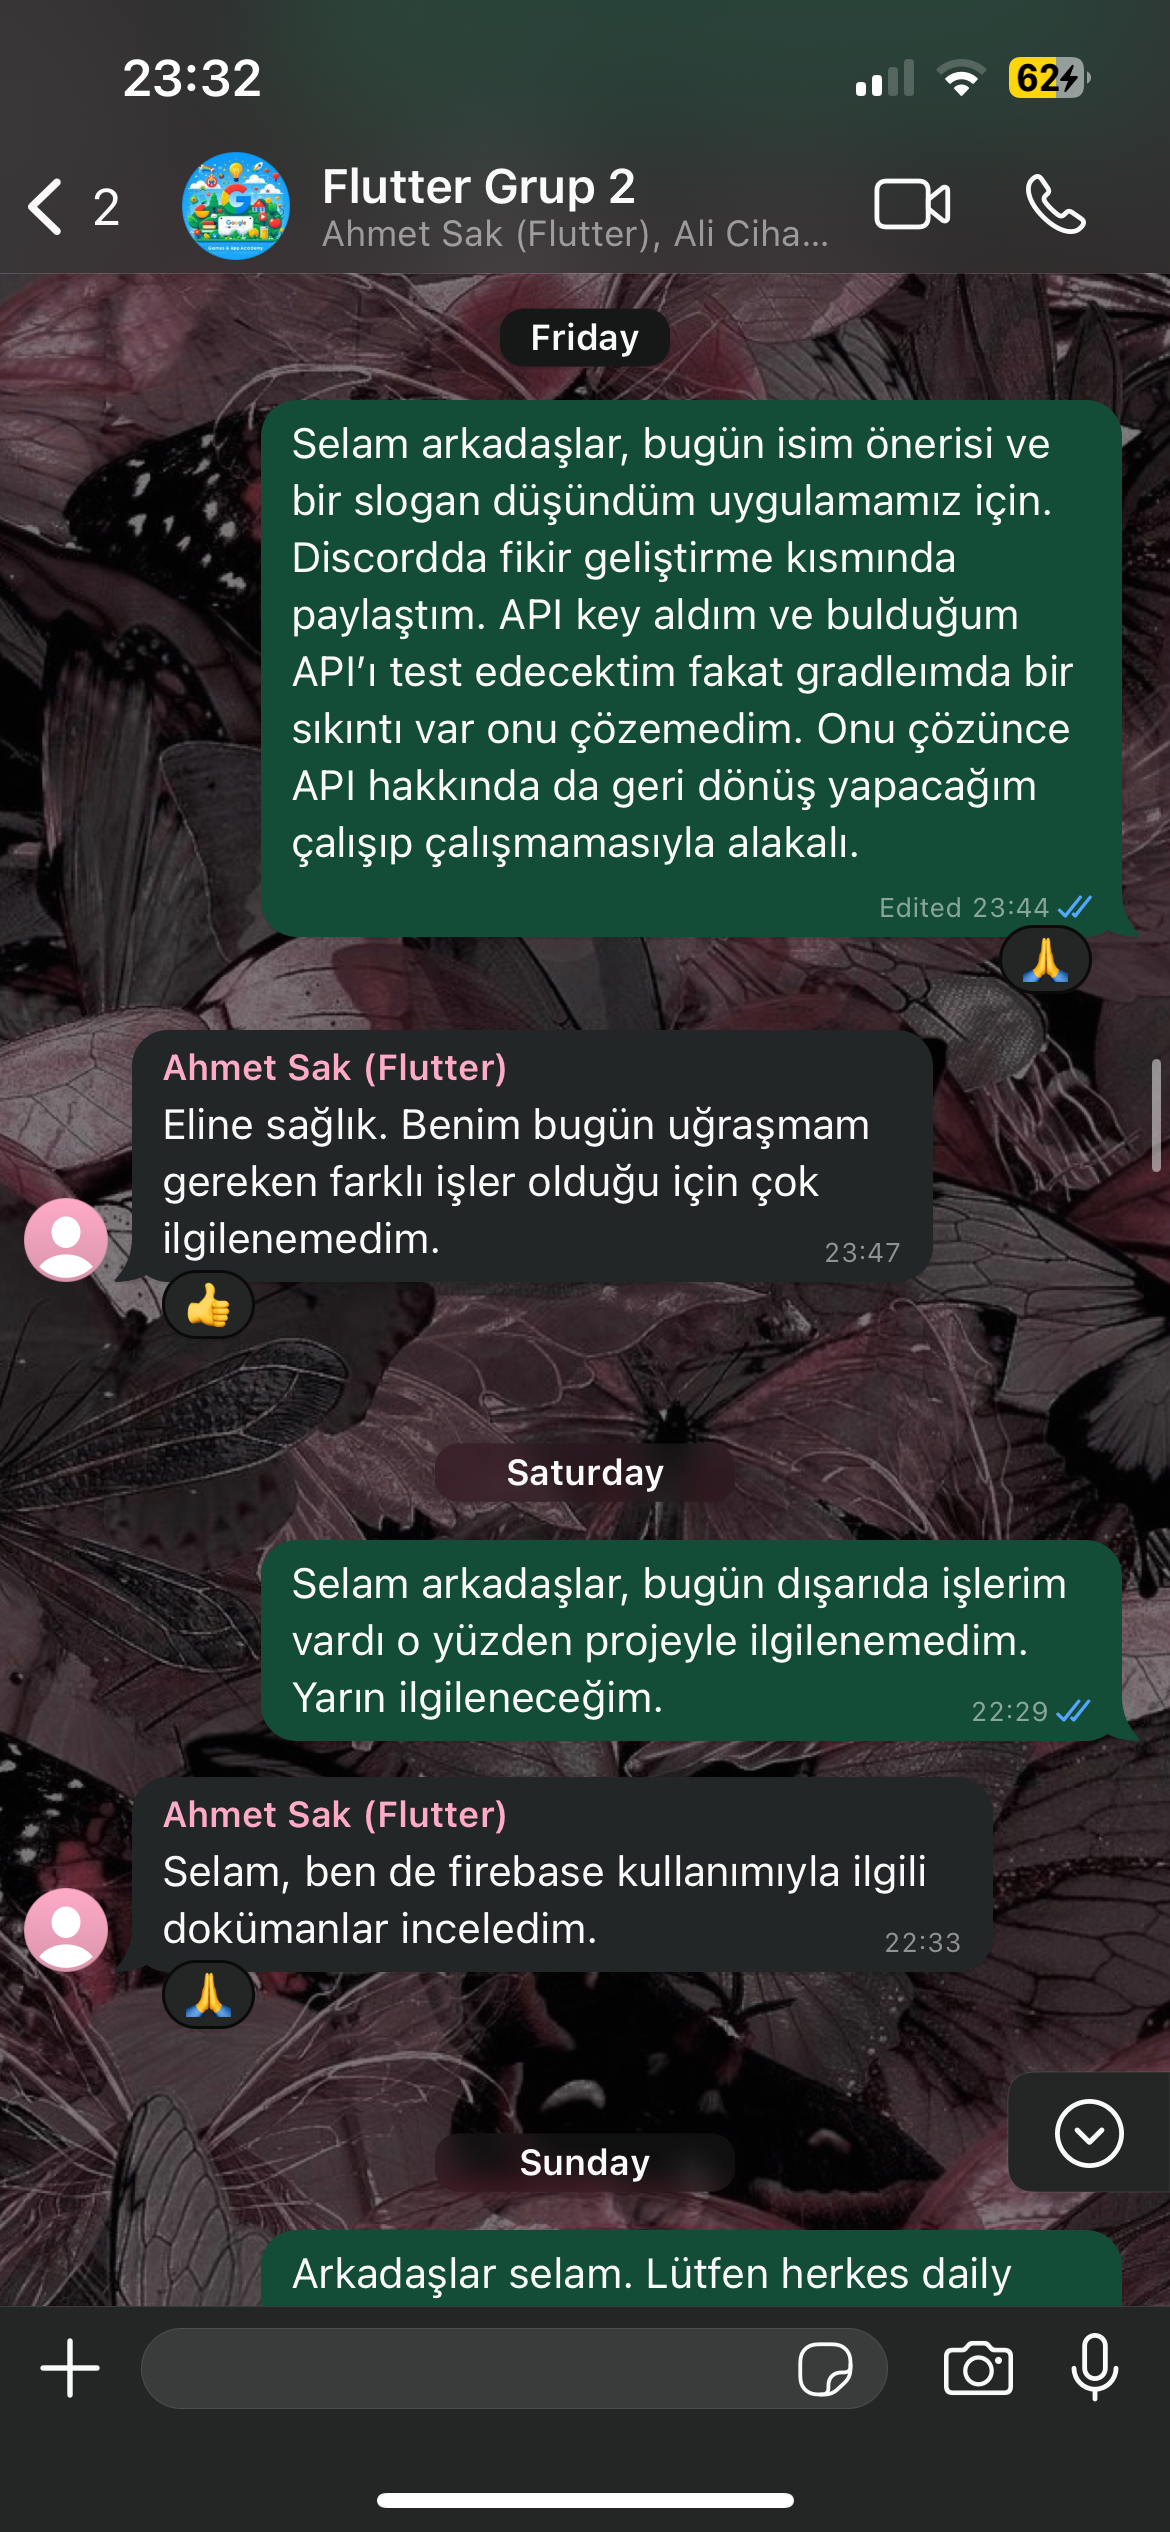 23:32
62
2
Flutter Grup 2
Ahmet Sak (Flutter), Ali Ciha...
Google
Games & App Academy
Friday
Selam arkadaşlar, bugün isim önerisi ve
bir slogan düşündüm uygulamamız için.
Discordda fikir geliştirme kısmında
paylaştım. API key aldım ve bulduğum
API’ı test edecektim fakat gradleımda bir
sıkıntı var onu çözemedim. Onu çözünce
API hakkında da geri dönüş yapacağım
çalışıp çalışmamasıyla alakalı.
Edited 23:44
Ahmet Sak (Flutter)
Eline sağlık. Benim bugün uğraşmam
gereken farklı işler olduğu için çok
ilgilenemedim.
23:47
Saturday
Selam arkadaşlar, bugün dışarıda işlerim
vardı o yüzden projeyle ilgilenemedim.
Yarın ilgileneceğim.
22:29
Ahmet Sak (Flutter)
Selam, ben de firebase kullanımıyla ilgili
dokümanlar inceledim.
22:33
Sunday
Arkadaşlar selam. Lütfen herkes daily